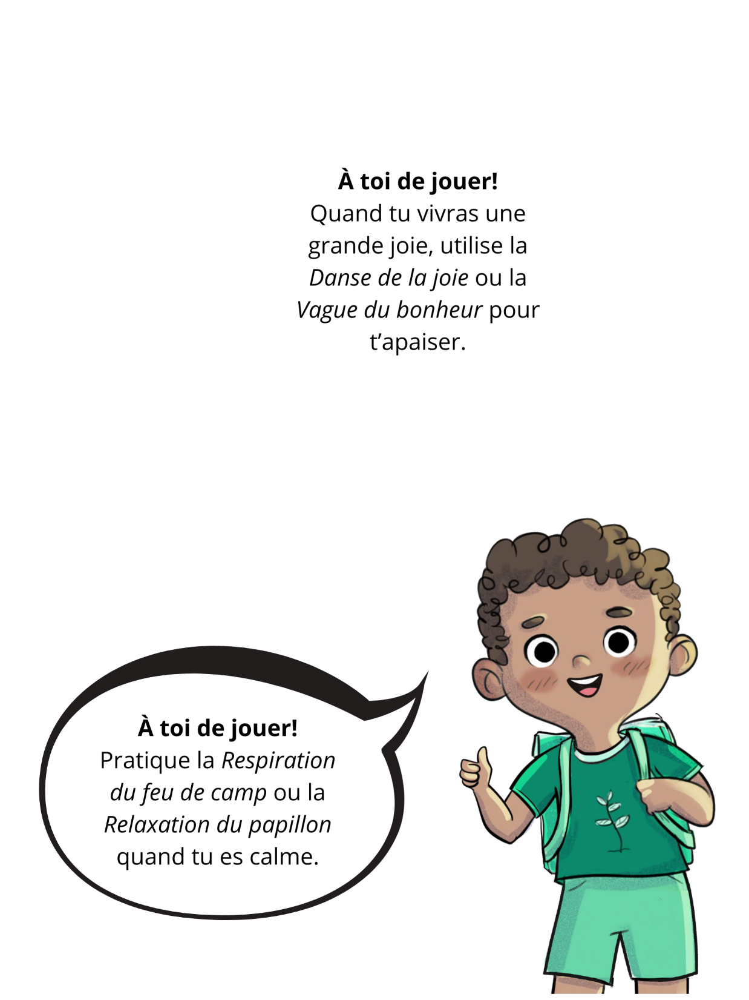 À toi de jouer!
Quand tu vivras une
grande joie, utilise la
Danse de la joie ou la
Vague du bonheur pour
t’apaiser.
À toi de jouer!
Pratique la Respiration
du feu de camp ou la
Relaxation du papillon
quand tu es calme.